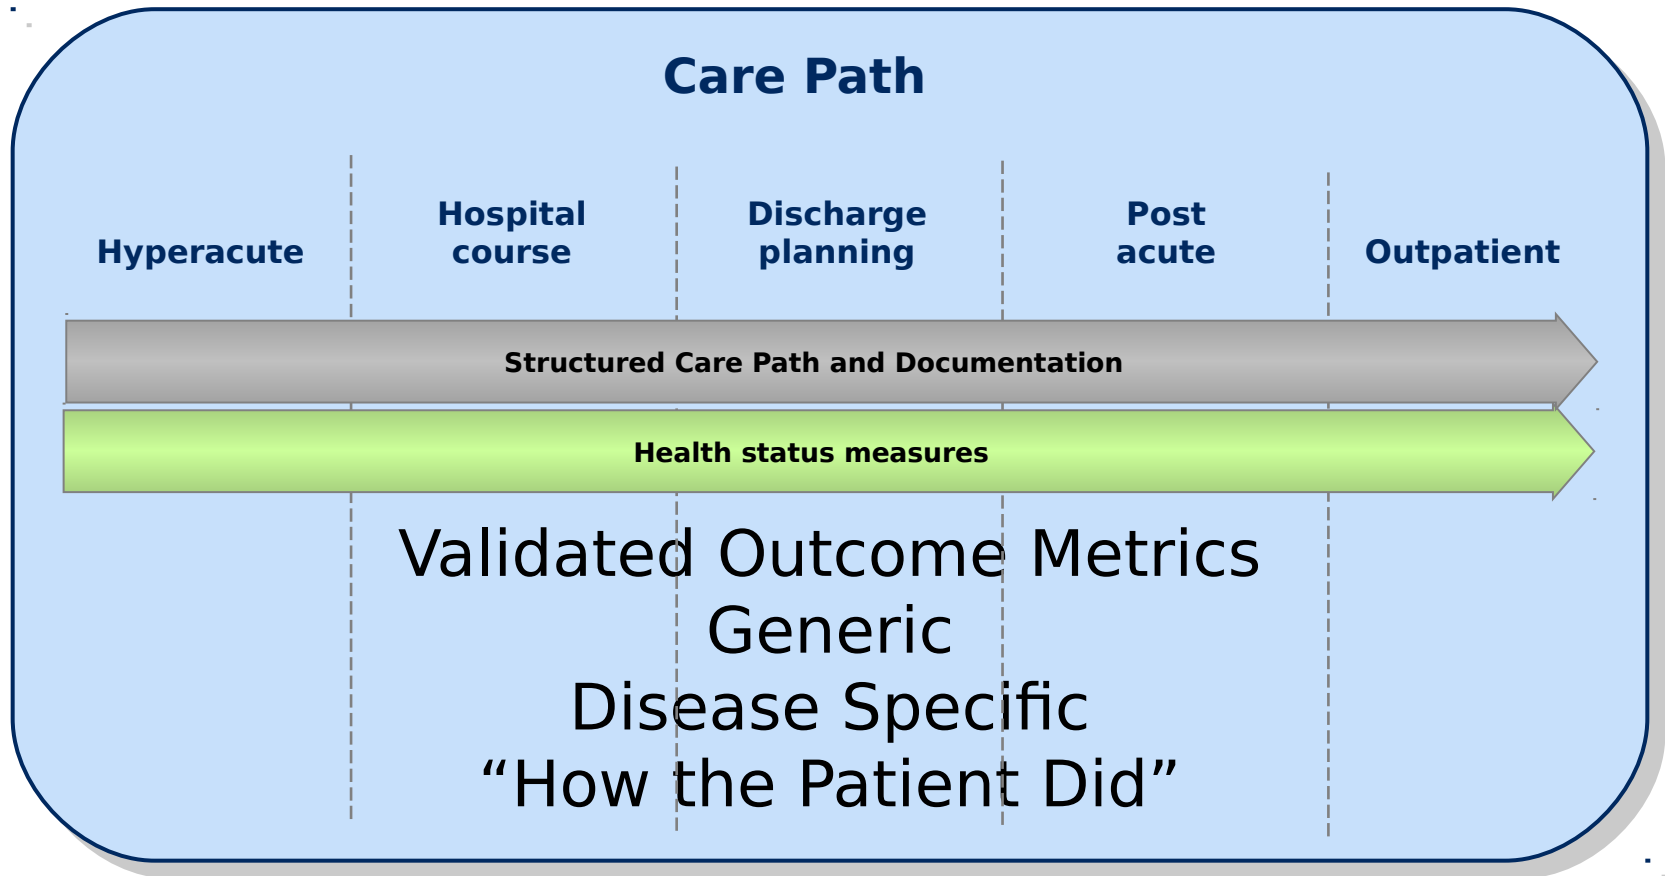 Care Path
Hyperacute
Hospital
course
Discharge
planning
Post
acute
Outpatient
Structured Care Path and Documentation
Health status measures
Validated Outcome Metrics
Generic
Disease Specific
“How the Patient Did”